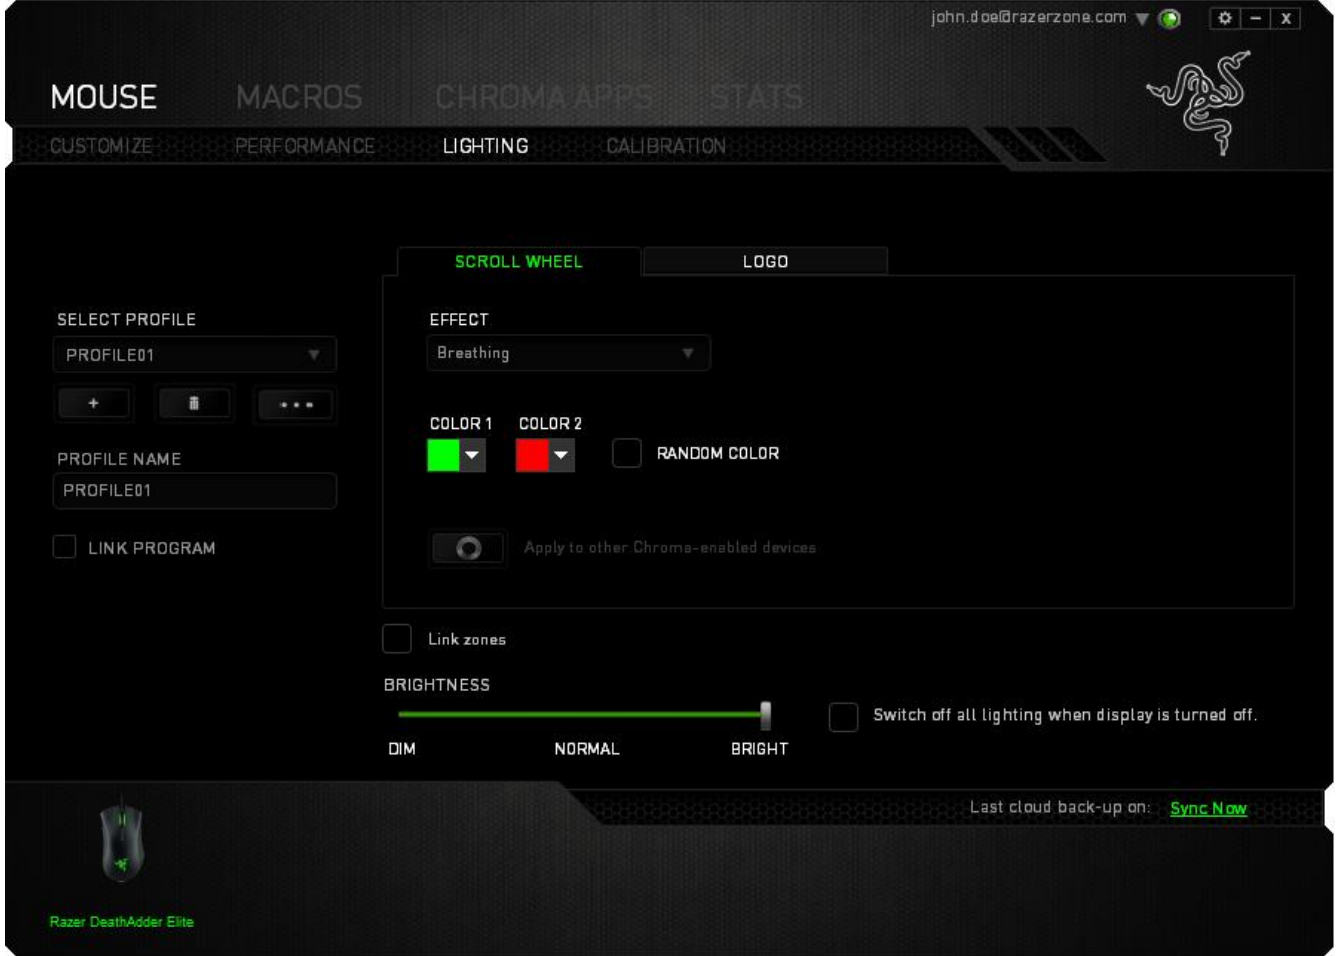 john.doe@razerzone.com
X
MOUSE MACROS CHROMA APPS STATS
CUSTOMIZE PERFORMANCE LIGHTING CALIBRATION
SCROLL WHEEL LOGO
SELECT PROFILE
PROFILE01
PROFILE NAME
PROFILE01
LINK PROGRAM
EFFECT
Breathing
COLOR 1 COLOR 2
RANDOM COLOR
Apply to other Chroma-enabled devices
Link zones
BRIGHTNESS
DIM NORMAL BRIGHT
Switch off all lighting when display is turned off.
Last cloud back-up on: Sync Now
Razer DeathAdder Elite